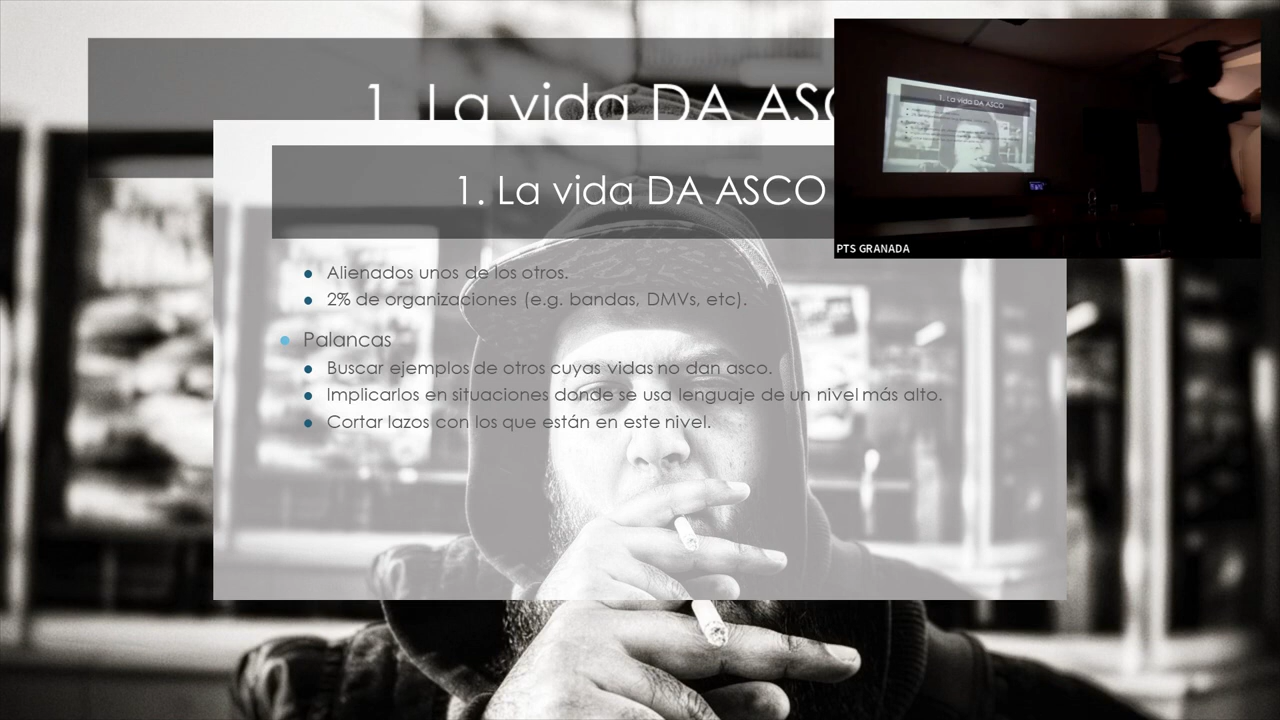 1. La vida DA ASCO
1. La vida DA ASCO
1. La vida DA ASCO
Alienados unos de los otros.
2% de organizaciones (e.g. bandas, DMVs, etc).
Palancas
Buscar ejemplos de otros cuyas vidas no dan asco.
Implicarlos en situaciones donde se usa lenguaje de un nivel más alto.
Cortar lazos con los que están en este nivel.
PTS GRANADA